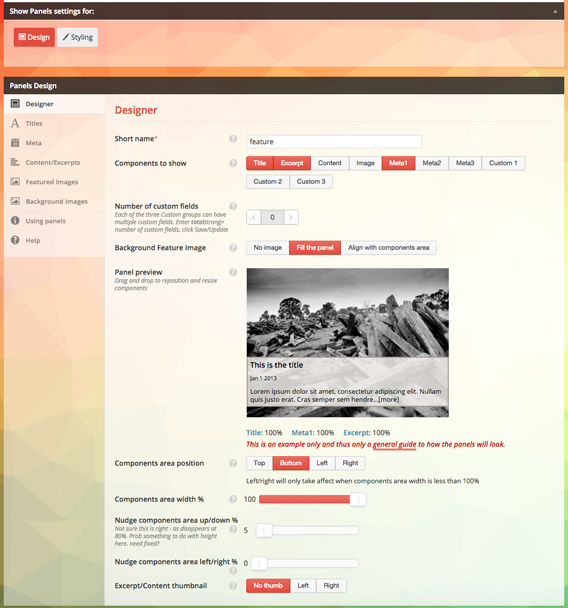 Show Panels settings for:
Design Styling
Panels Design
Designer
Titles
Meta
Content/Excerpts
Featured Images
Background Images
Using panels
Help
Designer
Short name* feature
Components to show Title Excerpt Content Image Meta1 Meta2 Meta3 Custom 1
Custom 2 Custom 3
Number of custom fields 0
Each of the three Custom groups can have
multiple custom fields. Enter totalstrong>
number of custom fields, click Save/Update
Background Feature Image No image Fill the panel Align with components area
Panel preview
Drag and drop to reposition and resize
components
This is the title
Jan 1 2013
Lorem ipsum dolor sit amet, consectetur adipiscing elit. Nullam
quis justo erat. Cras semper sem hendre...[more]
Title: 100% Meta1: 100% Excerpt: 100%
This is an example only and thus only a general guide to how the panels will look.
Components area position Top Bottom Left Right
Left/right will only take affect when components area width is less than 100%
Components area width % 100
Nudge components area up/down % 5
Not sure this is right - as disappears at
80%. Prob something to do with height
here, need fixed?
Nudge components area left/right % 0
Excerpt/Content thumbnail No thumb Left Right